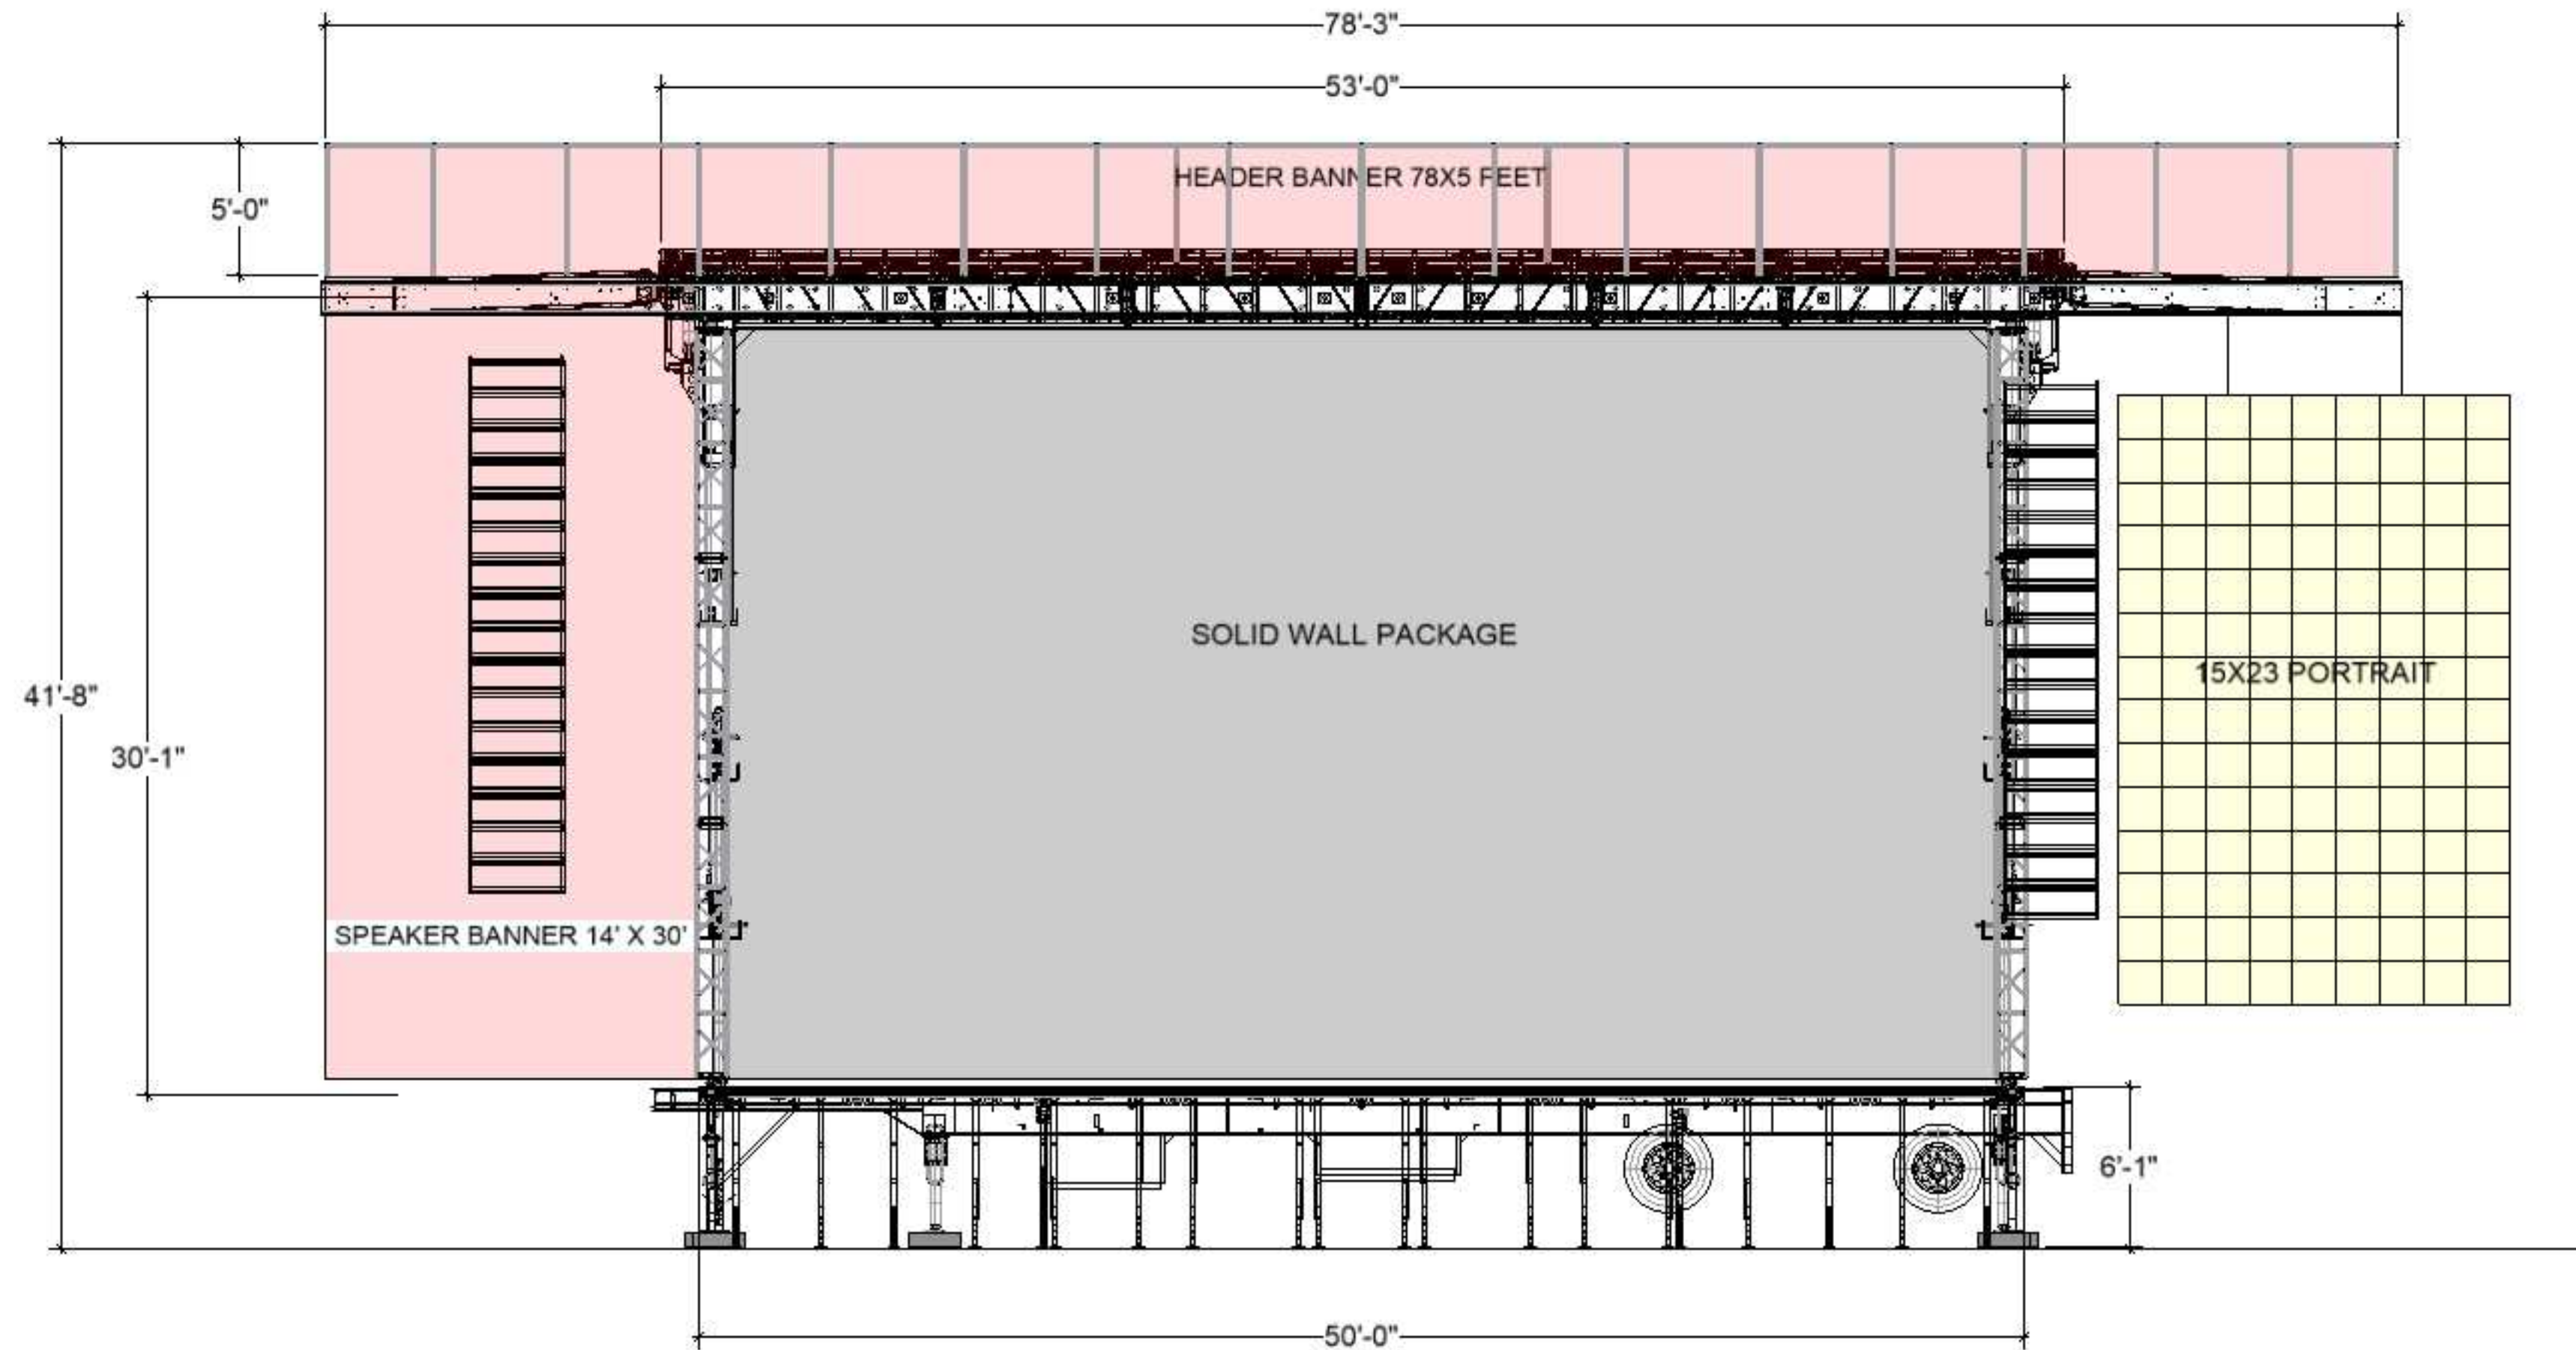 78'-3"
53'-0"
HEADER BANNER 78X5 FEET
5'-0"
SOLID WALL PACKAGE
15X23 PORTRAIT
41'-8"
30'-1"
SPEAKER BANNER 14' X 30'
6'-1"
50'-0"